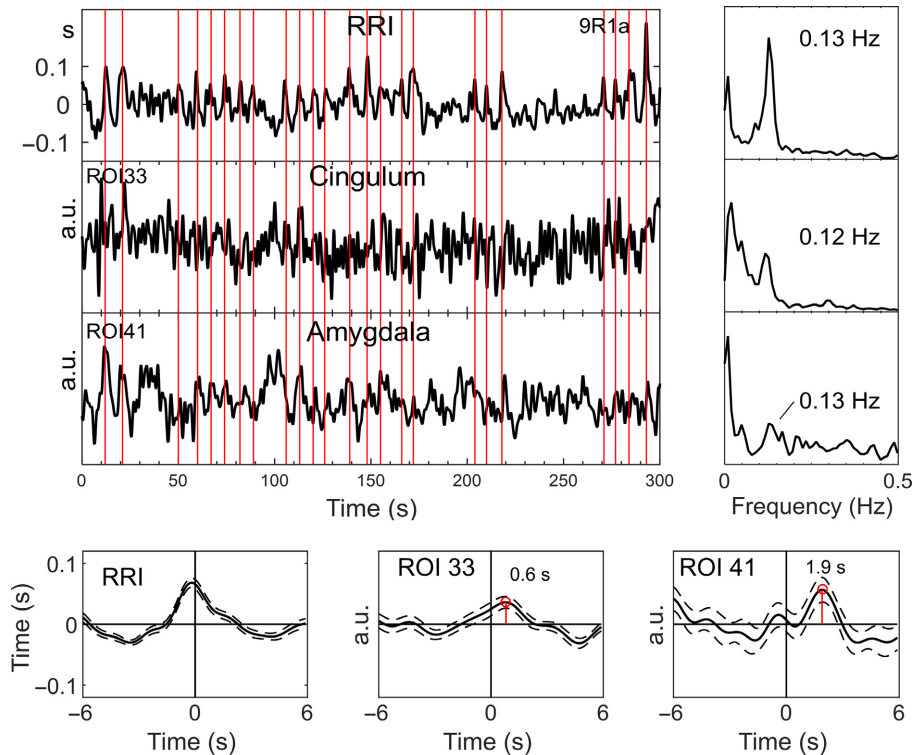 s RRI 9R1a
0.1
0
−0.1
0.13 Hz
ROI33 Cingulum
a.u.
0.12 Hz
ROI41 Amygdala
a.u.
0.13 Hz
0 50 100 150 200 250 300
Time (s)
0 0.5
Frequency (Hz)
RRI
Time (s)
0.1
0
−0.1
−6 0 6
Time (s)
ROI 33 0.6 s
a.u.
−6 0 6
Time (s)
ROI 41 1.9 s
a.u.
−6 0 6
Time (s)